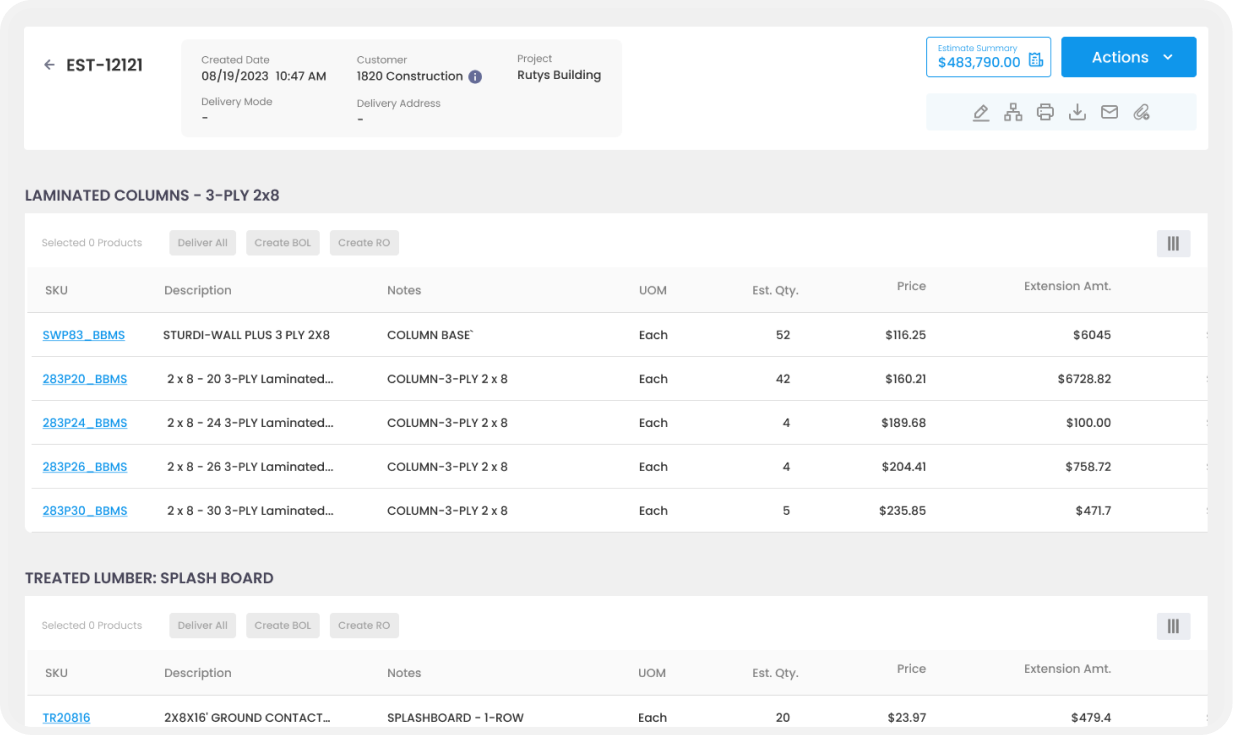 EST-12121
Created Date
08/19/2023 10:47 AM
Delivery Mode
-
Customer
1820 Construction
Delivery Address
-
Project
Rutys Building
Estimate Summary
$483,790.00
Actions
LAMINATED COLUMNS - 3-PLY 2x8
Selected 0 Products Deliver All Create BOL Create RO
SKU Description Notes UOM Est. Qty. Price Extension Amt.
SWP83_BBMS STURDI-WALL PLUS 3 PLY 2X8 COLUMN BASE` Each 52 $116.25 $6045
283P20_BBMS 2 x 8 - 20 3-PLY Laminated... COLUMN-3-PLY 2 x 8 Each 42 $160.21 $6728.82
283P24_BBMS 2 x 8 - 24 3-PLY Laminated... COLUMN-3-PLY 2 x 8 Each 4 $189.68 $100.00
283P26_BBMS 2 x 8 - 26 3-PLY Laminated... COLUMN-3-PLY 2 x 8 Each 4 $204.41 $758.72
283P30_BBMS 2 x 8 - 30 3-PLY Laminated... COLUMN-3-PLY 2 x 8 Each 5 $235.85 $471.7
TREATED LUMBER: SPLASH BOARD
Selected 0 Products Deliver All Create BOL Create RO
SKU Description Notes UOM Est. Qty. Price Extension Amt.
TR20816 2X8X16' GROUND CONTACT... SPLASHBOARD - 1-ROW Each 20 $23.97 $479.4